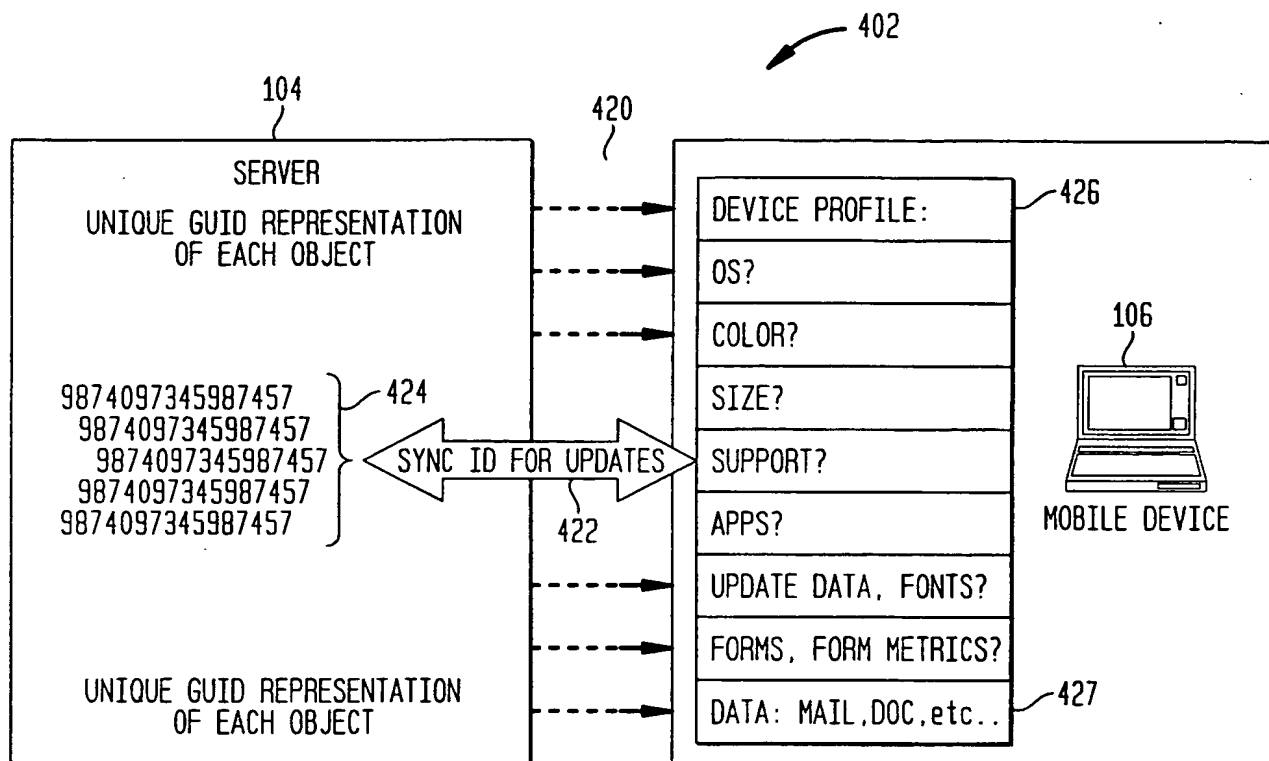 402
104
420
SERVER
UNIQUE GUID REPRESENTATION
OF EACH OBJECT
9874097345987457
9874097345987457
9874097345987457
9874097345987457
9874097345987457
424
SYNC ID FOR UPDATES
422
UNIQUE GUID REPRESENTATION
OF EACH OBJECT
DEVICE PROFILE:
426
OS?
COLOR?
SIZE?
SUPPORT?
APPS?
UPDATE DATA, FONTS?
FORMS, FORM METRICS?
DATA: MAIL,DOC,etc..
427
106
MOBILE DEVICE